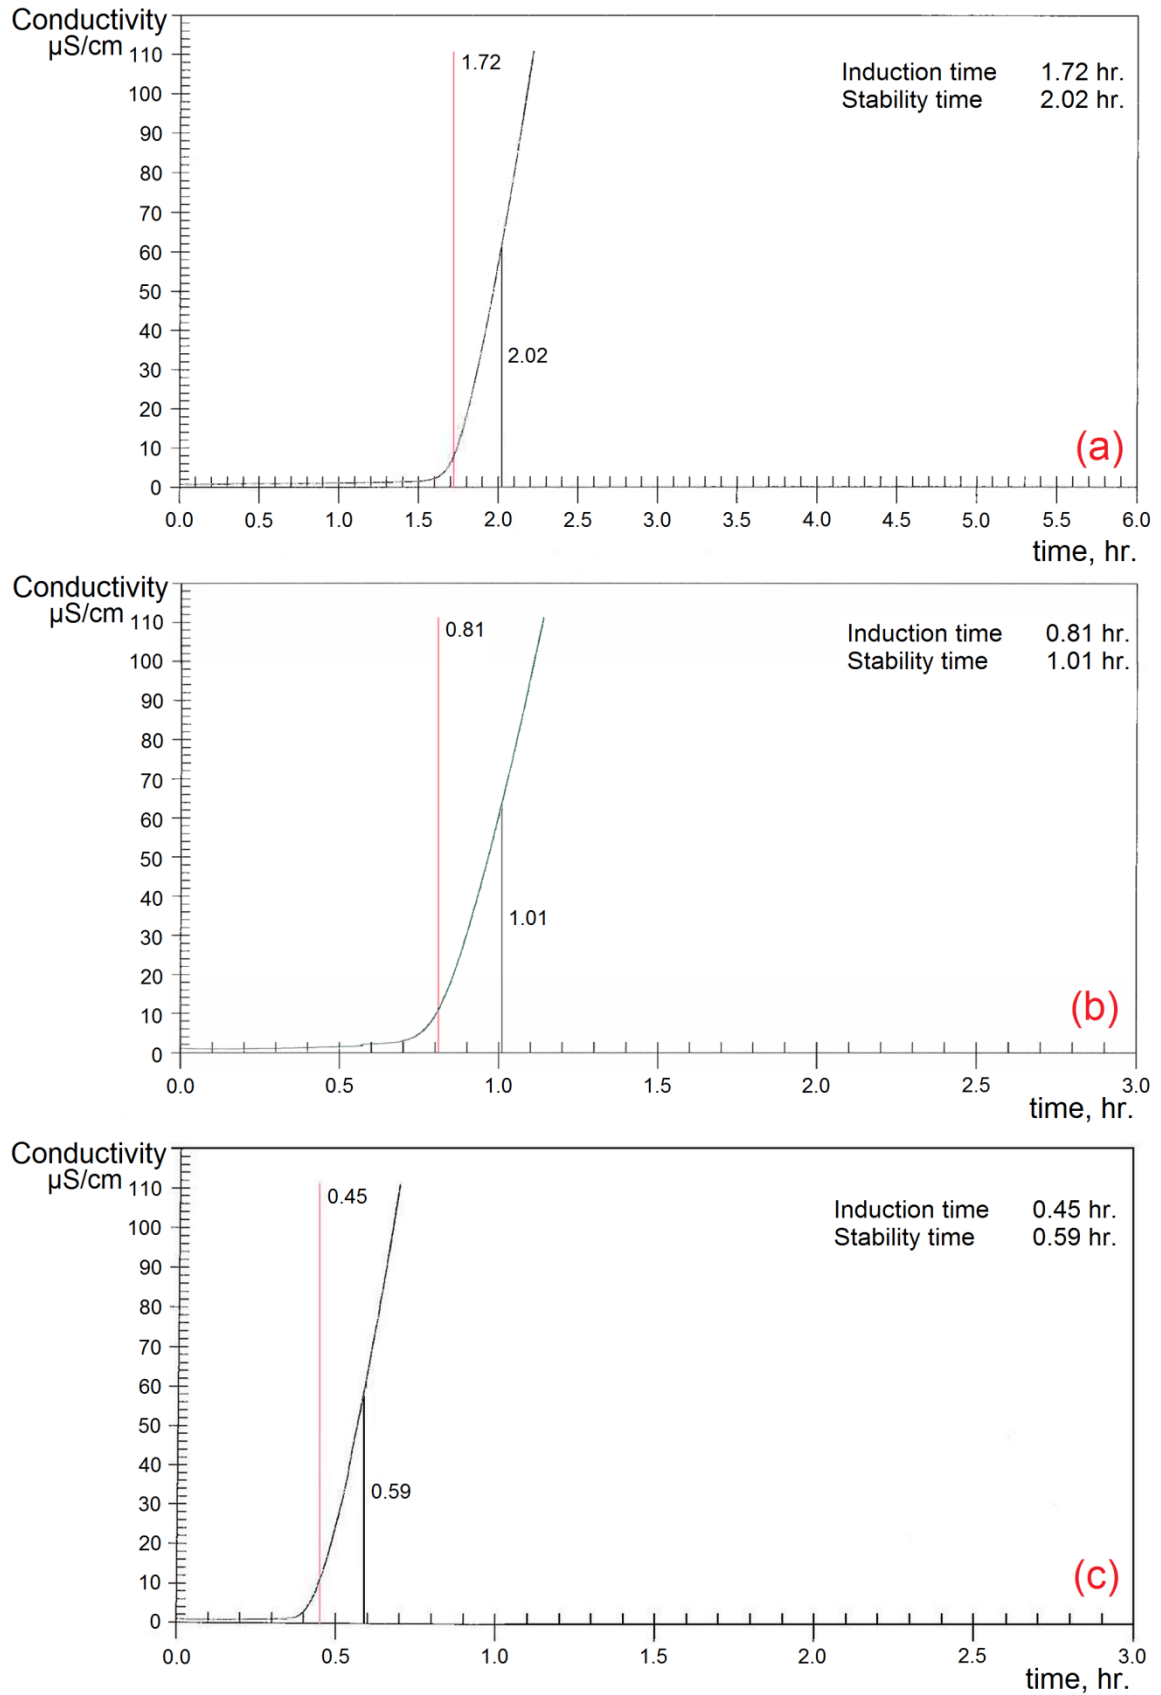 Conductivity
µS/cm
110
100
90
80
70
60
50
40
30
20
10
0
1.72
Induction time 1.72 hr.
Stability time 2.02 hr.
2.02
(a)
0.0 0.5 1.0 1.5 2.0 2.5 3.0 3.5 4.0 4.5 5.0 5.5 6.0
time, hr.
Conductivity
µS/cm
110
100
90
80
70
60
50
40
30
20
10
0
0.81
Induction time 0.81 hr.
Stability time 1.01 hr.
1.01
(b)
0.0 0.5 1.0 1.5 2.0 2.5 3.0
time, hr.
Conductivity
µS/cm
110
100
90
80
70
60
50
40
30
20
10
0
0.45
Induction time 0.45 hr.
Stability time 0.59 hr.
0.59
(c)
0.0 0.5 1.0 1.5 2.0 2.5 3.0
time, hr.